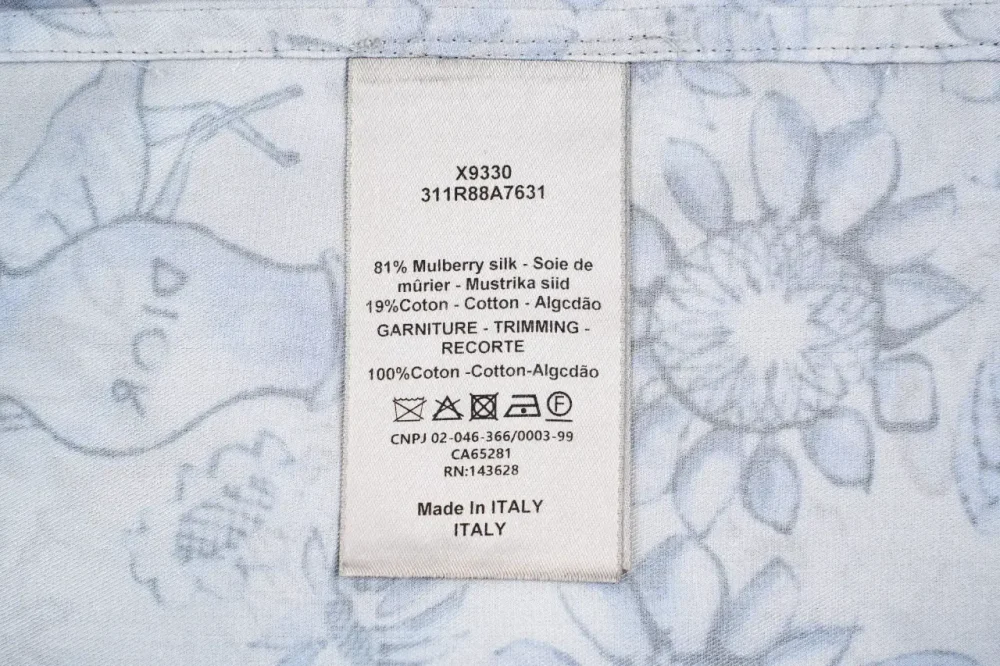 X9330
311R88A7631
81% Mulberry silk - Soie de
mûrier - Mustrika siid
19%Coton - Cotton - Algcdão
GARNITURE - TRIMMING -
RECORTE
100%Coton -Cotton-Algcdão
F
CNPJ 02-046-366/0003-99
CA65281
RN:143628
Made In ITALY
ITALY